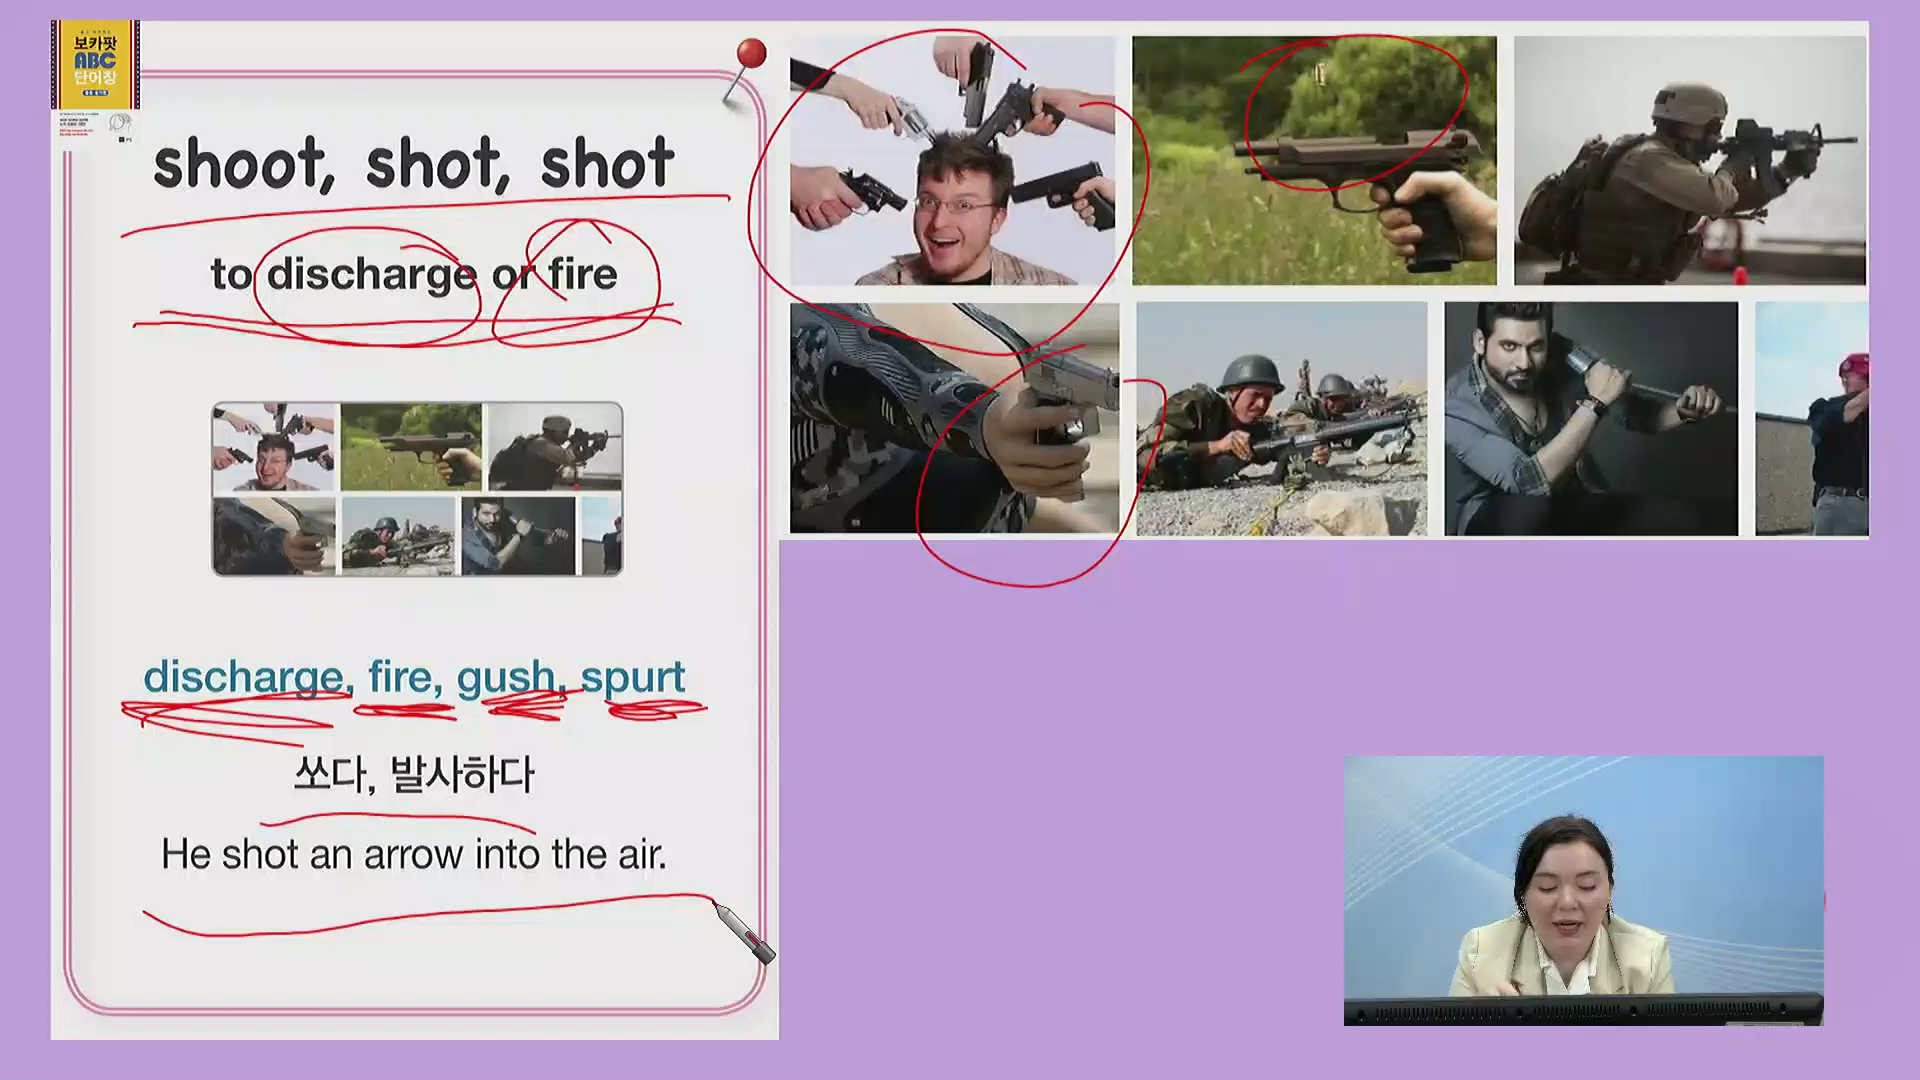 보카팟
ABC
단어장
shoot, shot, shot
to discharge or fire
discharge, fire, gush, spurt
쏘다, 발사하다
He shot an arrow into the air.